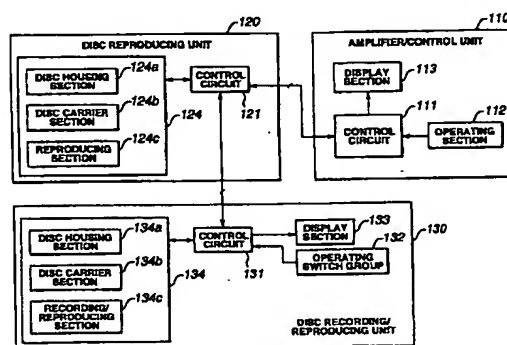 120
DISC REPRODUCING UNIT
DISC HOUSING SECTION
124a
DISC CARRIER SECTION
124b
REPRODUCING SECTION
124c
124
CONTROL CIRCUIT
121
110
AMPLIFIER/CONTROL UNIT
DISPLAY SECTION
113
111
CONTROL CIRCUIT
112
OPERATING SECTION
DISC HOUSING SECTION
134a
DISC CARRIER SECTION
134b
RECORDING/REPRODUCING SECTION
134c
134
CONTROL CIRCUIT
131
DISPLAY SECTION
133
OPERATING SWITCH GROUP
132
130
DISC RECORDING/REPRODUCING UNIT